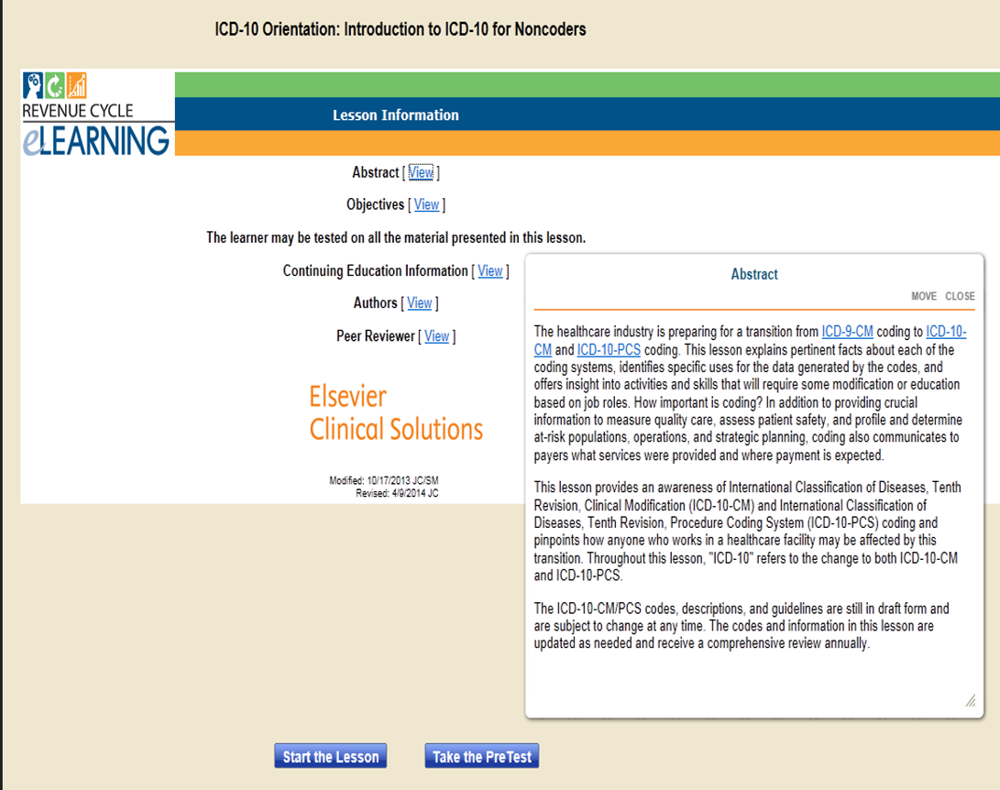 ICD-10 Orientation: Introduction to ICD-10 for Noncoders
REVENUE CYCLE
eLEARNING
Lesson Information
Abstract [ View ]
Objectives [ View ]
The learner may be tested on all the material presented in this lesson.
Continuing Education Information [ View ]
Authors [ View ]
Peer Reviewer [ View ]
Elsevier
Clinical Solutions
Modified: 10/17/2013 JC/SM
Revised: 4/9/2014 JC
Abstract
MOVE CLOSE
The healthcare industry is preparing for a transition from ICD-9-CM coding to ICD-10-
CM and ICD-10-PCS coding. This lesson explains pertinent facts about each of the
coding systems, identifies specific uses for the data generated by the codes, and
offers insight into activities and skills that will require some modification or education
based on job roles. How important is coding? In addition to providing crucial
information to measure quality care, assess patient safety, and profile and determine
at-risk populations, operations, and strategic planning, coding also communicates to
payers what services were provided and where payment is expected.
This lesson provides an awareness of International Classification of Diseases, Tenth
Revision, Clinical Modification (ICD-10-CM) and International Classification of
Diseases, Tenth Revision, Procedure Coding System (ICD-10-PCS) coding and
pinpoints how anyone who works in a healthcare facility may be affected by this
transition. Throughout this lesson, "ICD-10" refers to the change to both ICD-10-CM
and ICD-10-PCS.
The ICD-10-CM/PCS codes, descriptions, and guidelines are still in draft form and
are subject to change at any time. The codes and information in this lesson are
updated as needed and receive a comprehensive review annually.
Start the Lesson
Take the PreTest